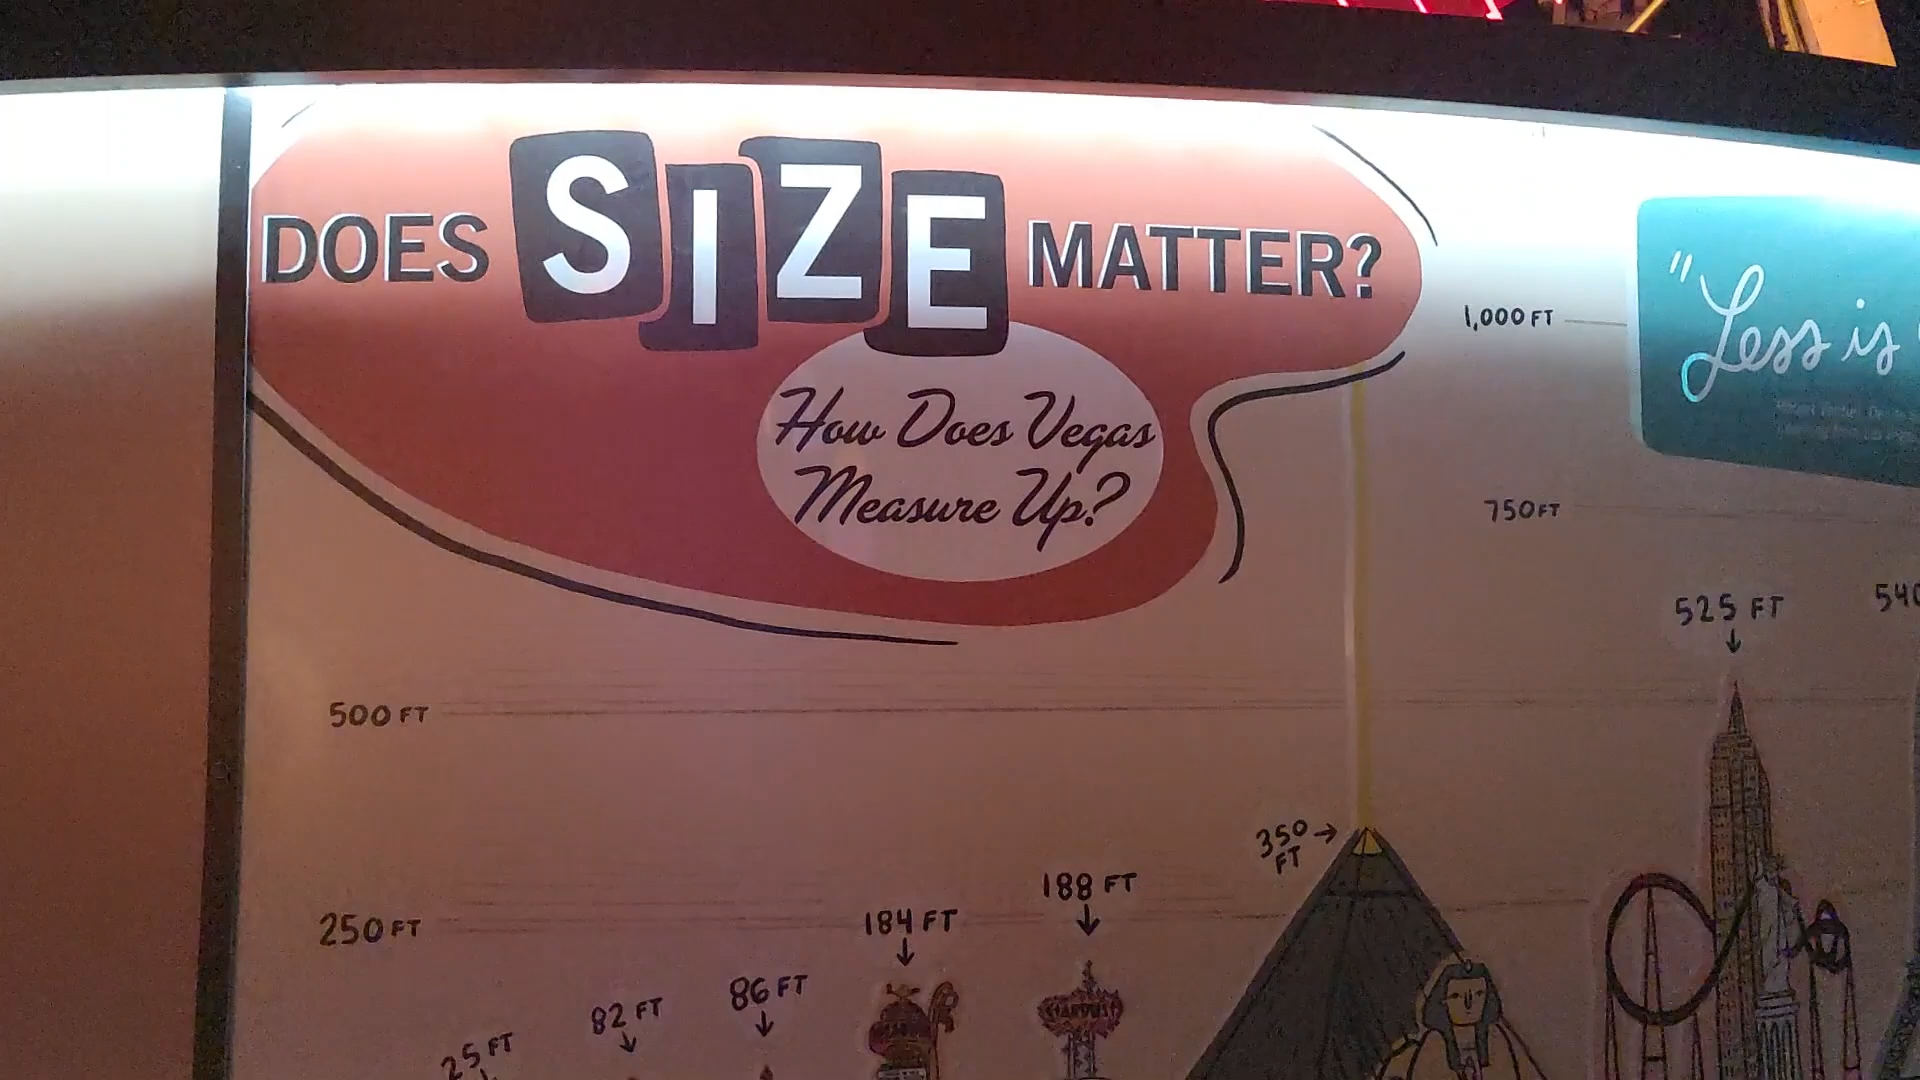 DOES SIZE MATTER?
How Does Vegas
Measure Up?
1,000 FT
"Less is
750 FT
525 FT
540
500 FT
350
FT
188 FT
184 FT
250 FT
86 FT
82 FT
25 FT
STARDUST